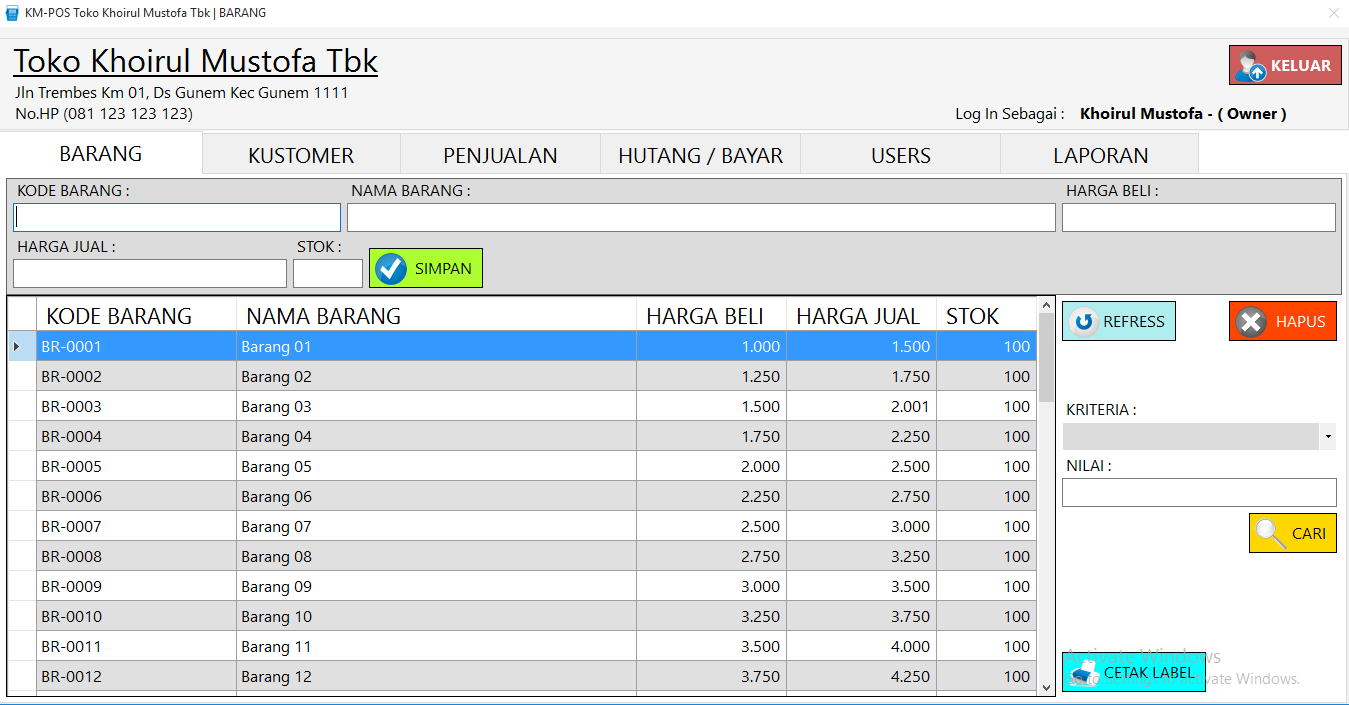 KM-POS Toko Khoirul Mustofa Tbk | BARANG
Toko Khoirul Mustofa Tbk
Jln Trembes Km 01, Ds Gunem Kec Gunem 1111
No.HP (081 123 123 123)
KELUAR
Log In Sebagai : Khoirul Mustofa - ( Owner )
BARANG KUSTOMER PENJUALAN HUTANG / BAYAR USERS LAPORAN
KODE BARANG : NAMA BARANG : HARGA BELI :
HARGA JUAL : STOK :
SIMPAN
KODE BARANG NAMA BARANG HARGA BELI HARGA JUAL STOK
BR-0001 Barang 01 1.000 1.500 100
BR-0002 Barang 02 1.250 1.750 100
BR-0003 Barang 03 1.500 2.001 100
BR-0004 Barang 04 1.750 2.250 100
BR-0005 Barang 05 2.000 2.500 100
BR-0006 Barang 06 2.250 2.750 100
BR-0007 Barang 07 2.500 3.000 100
BR-0008 Barang 08 2.750 3.250 100
BR-0009 Barang 09 3.000 3.500 100
BR-0010 Barang 10 3.250 3.750 100
BR-0011 Barang 11 3.500 4.000 100
BR-0012 Barang 12 3.750 4.250 100
REFRESS HAPUS
KRITERIA :
NILAI :
CARI
Activate Windows
CETAK LABEL
Windows.